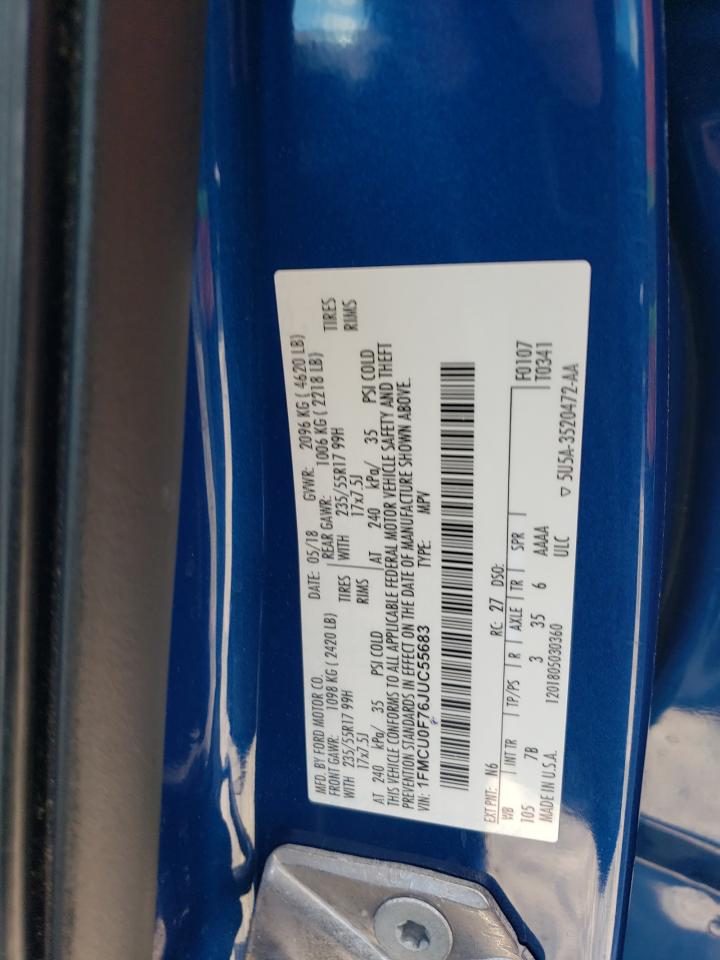 MFD. BY FORD MOTOR CO. DATE: 05/18 GVWR: 2096 KG ( 4620 LB)
FRONT GAWR: 1098 KG ( 2420 LB) REAR GAWR: 1006 KG ( 2218 LB)
WITH 235/55R17 99H TIRES WITH 235/55R17 99H TIRES
17x7.5J RIMS 17x7.5J RIMS
AT 240 kPa/ 35 PSI COLD AT 240 kPa/ 35 PSI COLD
THIS VEHICLE CONFORMS TO ALL APPLICABLE FEDERAL MOTOR VEHICLE SAFETY AND THEFT
PREVENTION STANDARDS IN EFFECT ON THE DATE OF MANUFACTURE SHOWN ABOVE.
VIN: 1FMCU0F76JUC55683 TYPE: MPV
EXT PNT: N6 RC: 27 DSO:
WB INT TR TP/PS R AXLE TR SPR F0107
105 7B 3 35 6 AAAA T0341
1201805030360 ULC
MADE IN U.S.A. ▽ 5U5A-3520472-AA